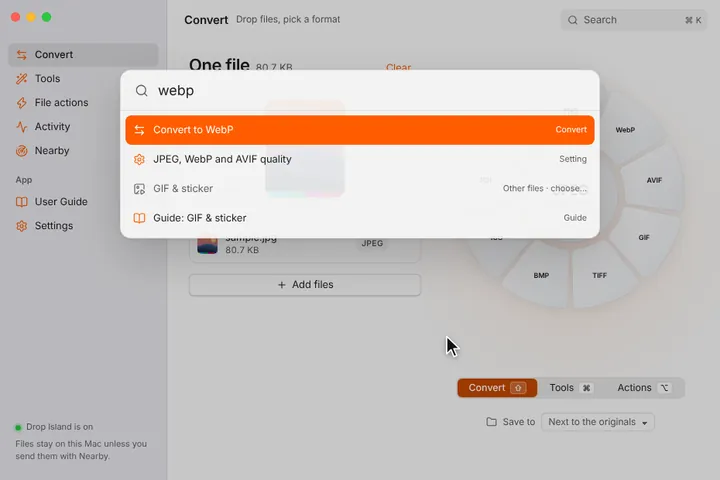 Convert Drop files, pick a format
Search ⌘ K
Convert
Tools
File actions
Activity
Nearby
App
User Guide
Settings
Drop Island is on
Files stay on this Mac unless you
send them with Nearby.
One file 80.7 KB
Clear
webp
Convert to WebP Convert
JPEG, WebP and AVIF quality Setting
GIF & sticker Other files · choose...
Guide: GIF & sticker Guide
sample.jpg
80.7 KB
JPEG
+ Add files
WebP
AVIF
GIF
TIFF
BMP
Convert
Tools ⌘
Actions ⌥
Save to
Next to the originals